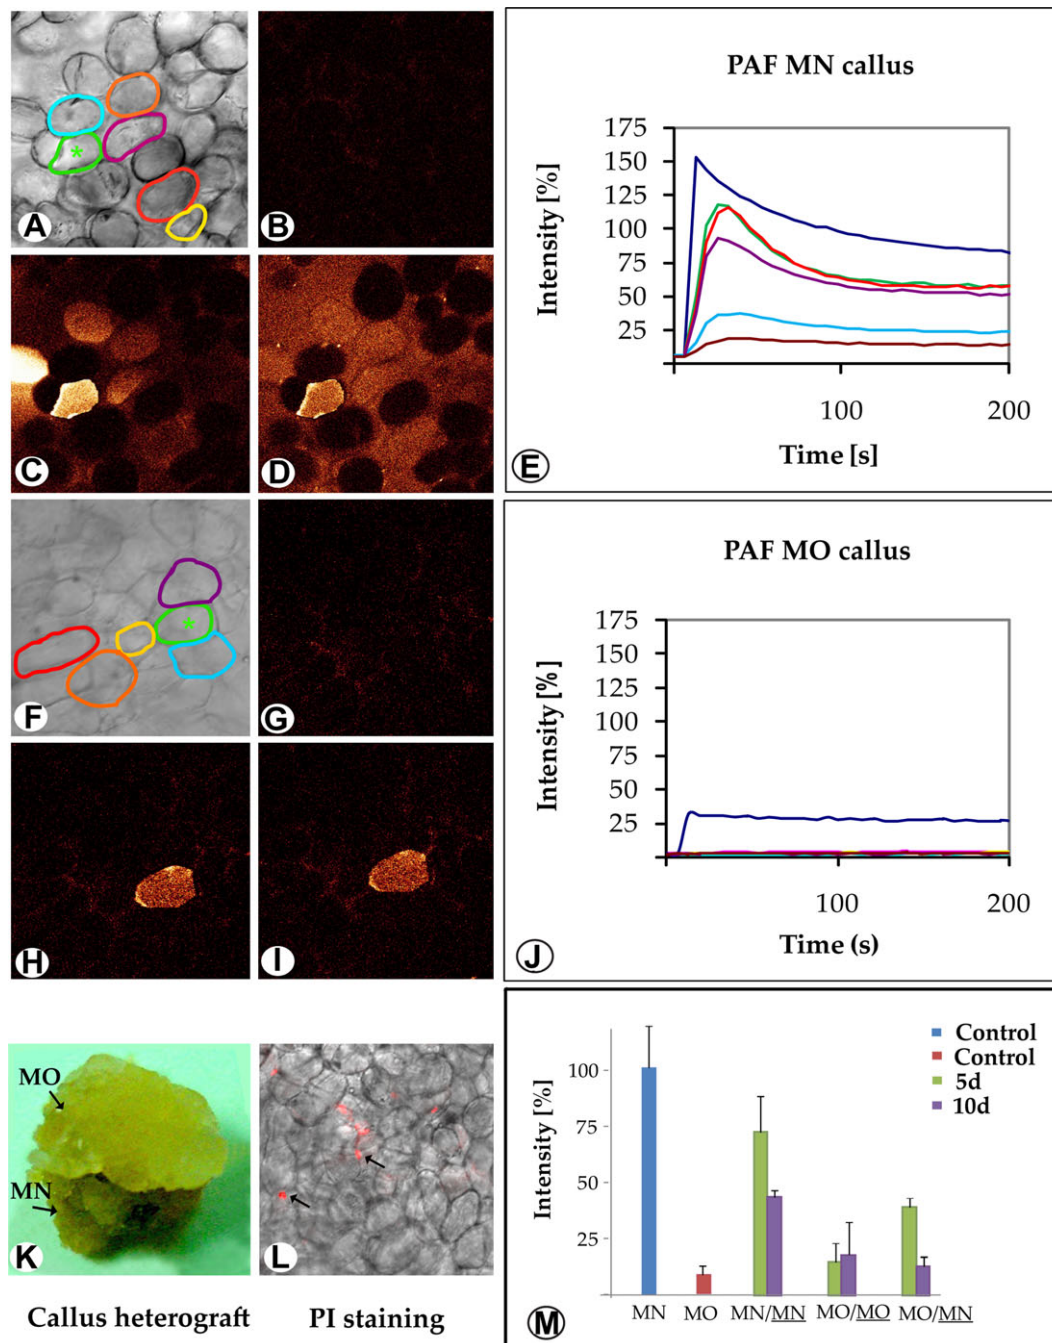 A
*
B
C
D
PAF MN callus
Intensity [%]
175
150
125
100
75
50
25
100
200
Time [s]
E
F
*
G
H
I
PAF MO callus
Intensity [%]
175
150
125
100
75
50
25
100
200
Time (s)
J
MO
MN
K
L
Callus heterograft
PI staining
Intensity [%]
100
75
50
25
Control
Control
5d
10d
MN
MO
MN/MN
MO/MO
MO/MN
M